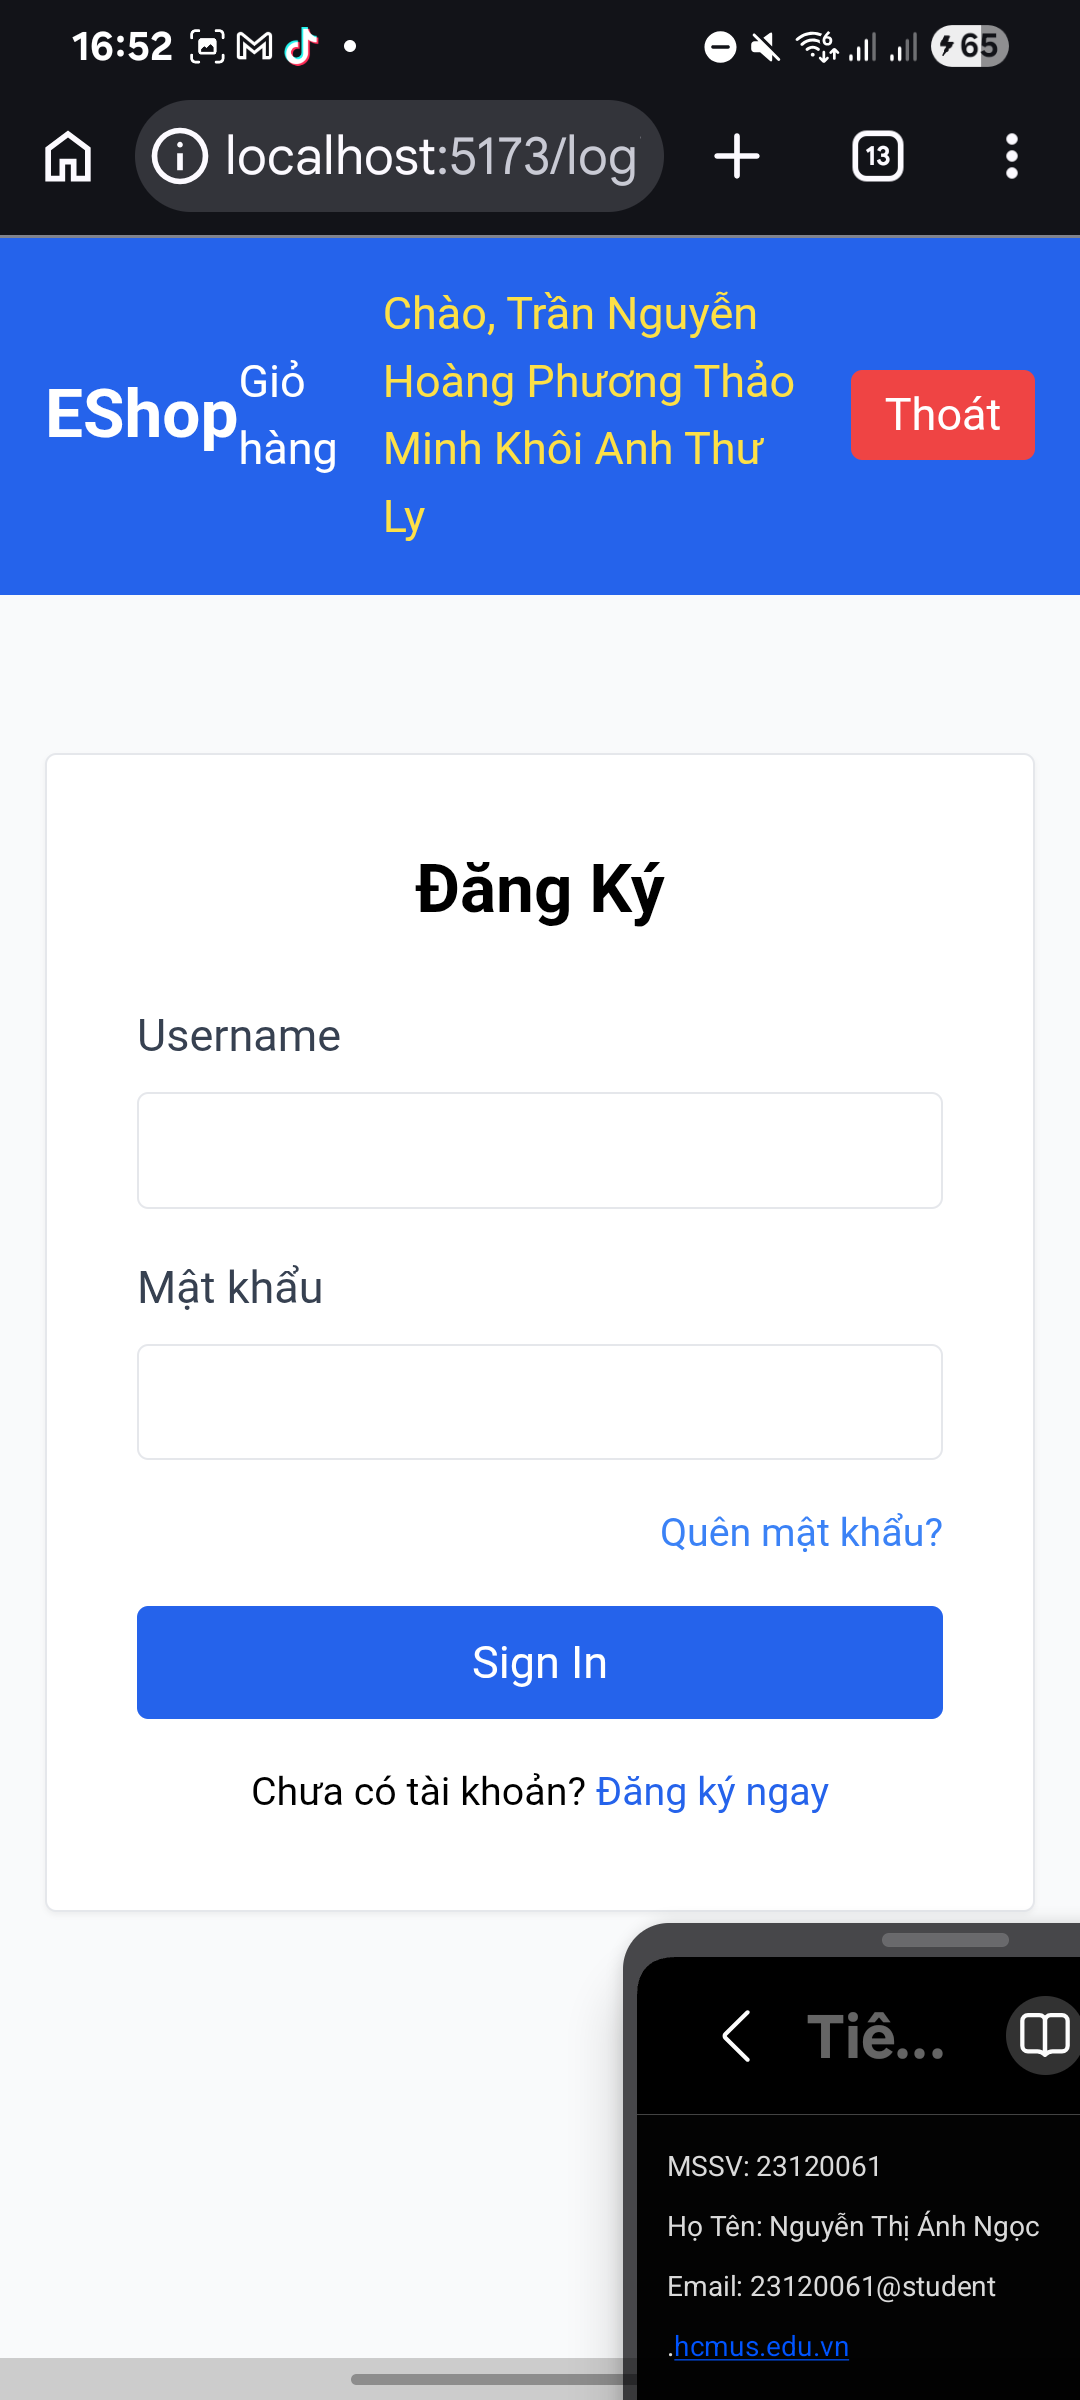 16:52
6
65
localhost:5173/log
13
EShop
Giỏ
hàng
Chào, Trần Nguyễn
Hoàng Phương Thảo
Minh Khôi Anh Thư
Ly
Thoát
Đăng Ký
Username
Mật khẩu
Quên mật khẩu?
Sign In
Chưa có tài khoản? Đăng ký ngay
Tiê...
MSSV: 23120061
Họ Tên: Nguyễn Thị Ánh Ngọc
Email: 23120061@student
.hcmus.edu.vn